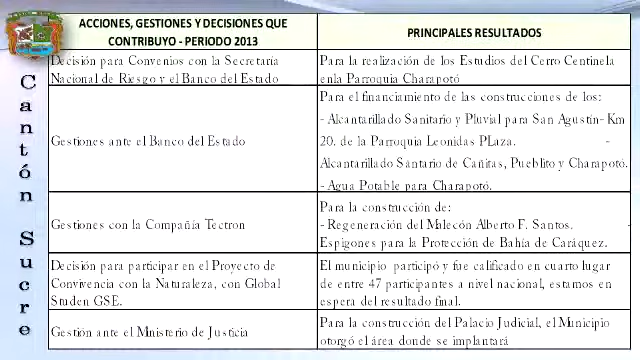 Cantón Sucre
ACCIONES, GESTIONES Y DECISIONES QUE
CONTRIBUYO - PERIODO 2013
PRINCIPALES RESULTADOS
Decisión para Convenios con la Secretaría
Nacional de Riesgo y el Banco del Estado
Para la realización de los Estudios del Cerro Centinela
enla Parroquia Charapotó
Gestiones ante el Banco del Estado
Para el financiamiento de las construcciones de los:
- Alcantarillado Sanitario y Pluvial para San Agustín- Km
20. de la Parroquia Leonidas PLaza. -
Alcantarillado Santario de Cañitas, Pueblito y Charapotó.
- Agua Potable para Charapotó.
Gestiones con la Compañía Tectron
Para la construcción de:
- Regeneración del Malecón Alberto F. Santos. -
Espigones para la Protección de Bahía de Caráquez.
Decisión para participar en el Proyecto de
Convivencia con la Naturaleza, con Global
Studen GSE.
El municipio participó y fue calificado en cuarto lugar
de entre 47 participantes a nivel nacional, estamos en
espera del resultado final.
Gestión ante el Ministerio de Justicia
Para la construcción del Palacio Judicial, el Municipio
otorgó el área donde se implantará